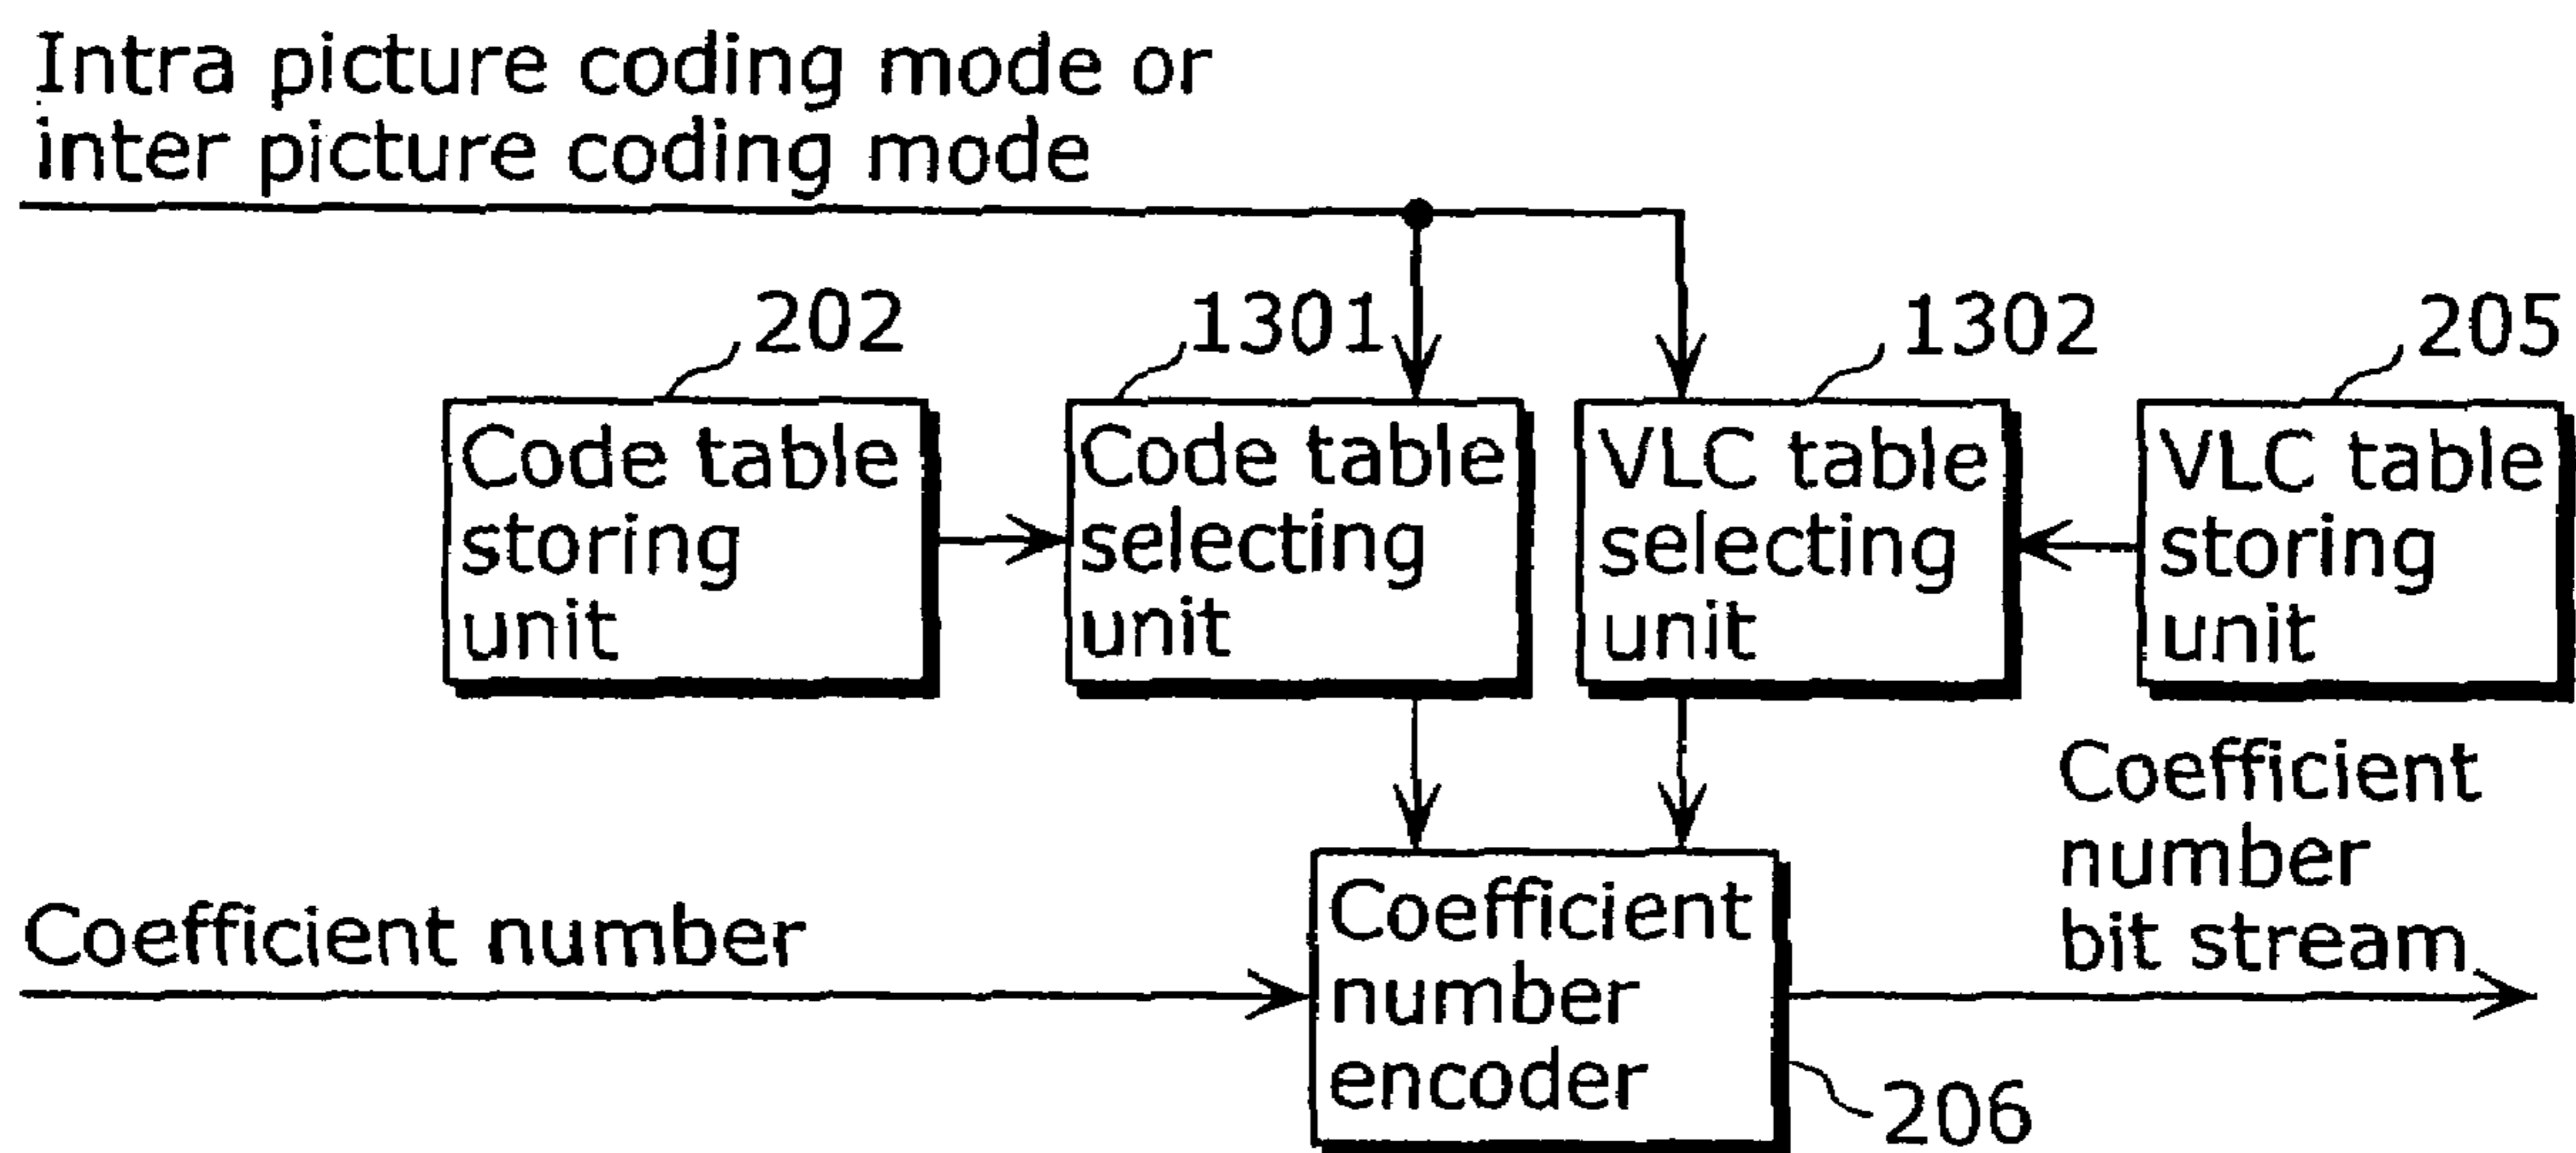 Intra picture coding mode or
inter picture coding mode
202
1301
1302
205
Code table
storing
unit
Code table
selecting
unit
VLC table
selecting
unit
VLC table
storing
unit
Coefficient number
Coefficient
number
encoder
Coefficient
number
bit stream
206